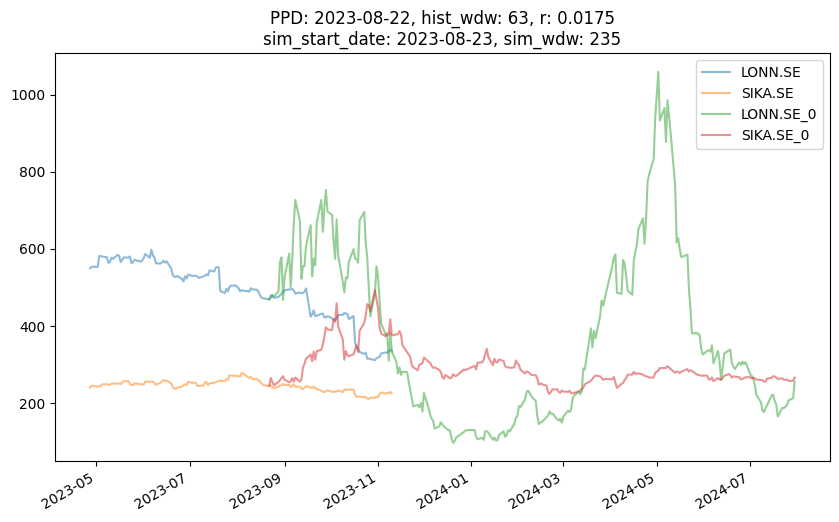 PPD: 2023-08-22, hist_wdw: 63, r: 0.0175
sim_start_date: 2023-08-23, sim_wdw: 235
LONN.SE
SIKA.SE
LONN.SE_0
SIKA.SE_0
1000
800
600
400
200
2023-05
2023-07
2023-09
2023-11
2024-01
2024-03
2024-05
2024-07